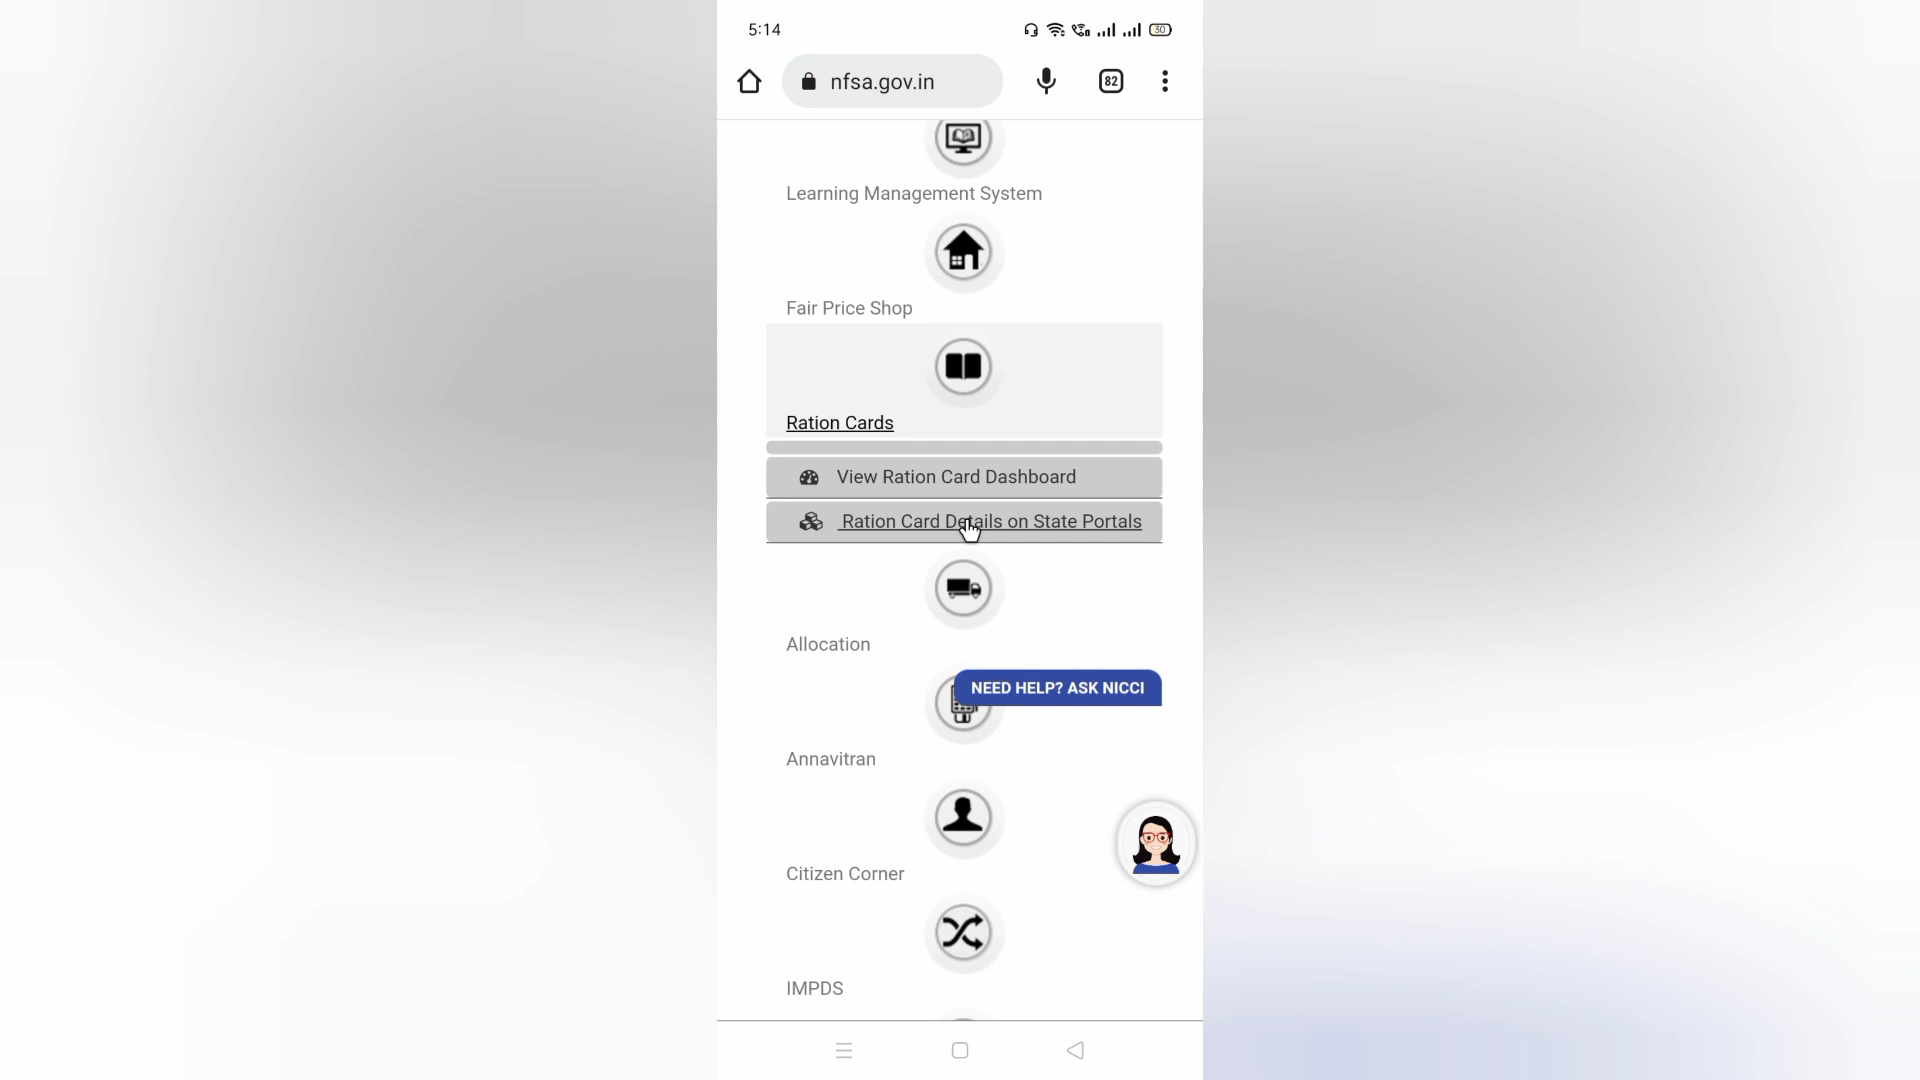 5:14
30
nfsa.gov.in
82
Learning Management System
Fair Price Shop
Ration Cards
View Ration Card Dashboard
Ration Card Details on State Portals
Allocation
NEED HELP? ASK NICCI
Annavitran
Citizen Corner
IMPDS